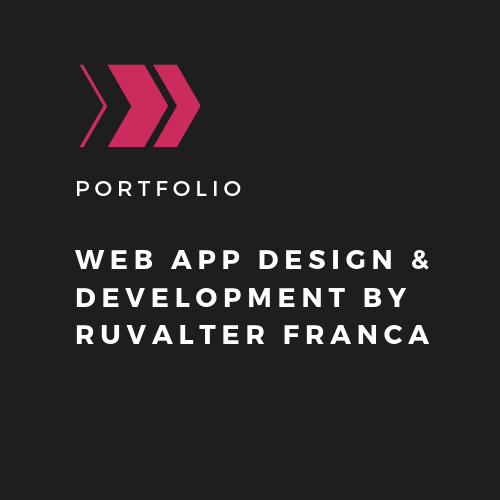 PORTFOLIO
WEB APP DESIGN &
DEVELOPMENT BY
RUVALTER FRANCA